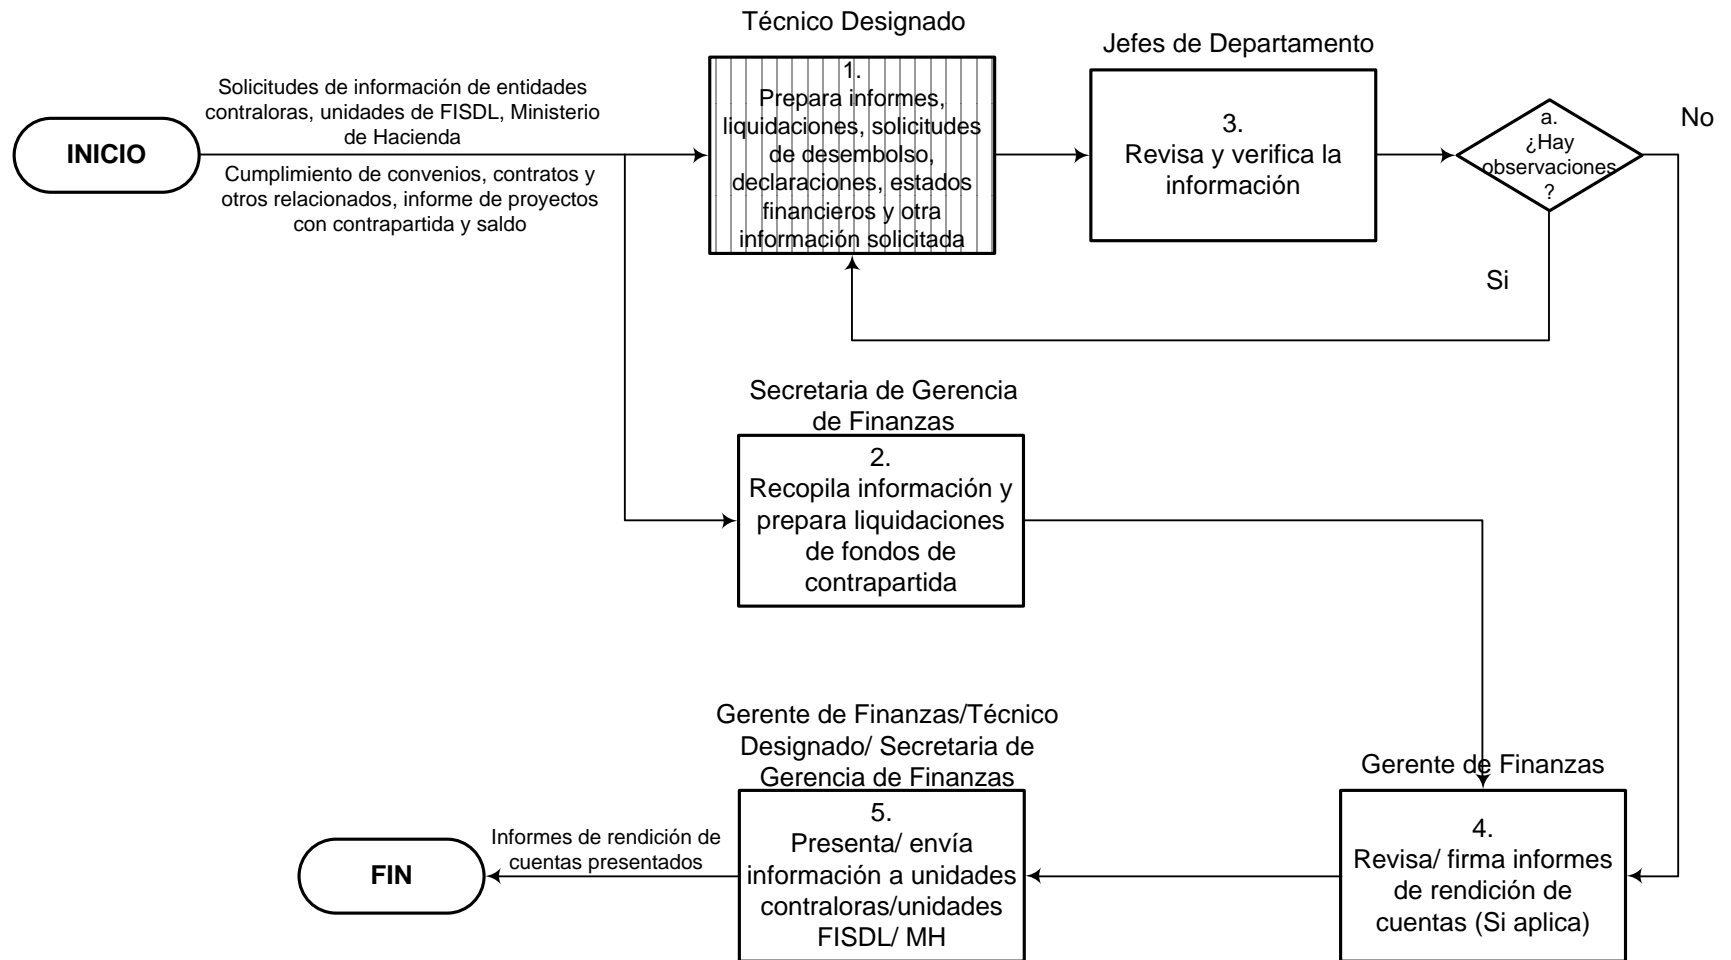 Técnico Designado
Jefes de Departamento
Solicitudes de información de entidades
contraloras, unidades de FISDL, Ministerio
de Hacienda
INICIO
Cumplimiento de convenios, contratos y
otros relacionados, informe de proyectos
con contrapartida y saldo
1.
Prepara informes,
liquidaciones, solicitudes
de desembolso,
declaraciones, estados
financieros y otra
información solicitada
3.
Revisa y verifica la
información
a.
¿Hay
observaciones
?
No
Si
Secretaria de Gerencia
de Finanzas
2.
Recopila información y
prepara liquidaciones
de fondos de
contrapartida
Gerente de Finanzas/Técnico
Designado/ Secretaria de
Gerencia de Finanzas
Gerente de Finanzas
4.
Revisa/ firma informes
de rendición de
cuentas (Si aplica)
5.
Presenta/ envía
información a unidades
contraloras/unidades
FISDL/ MH
Informes de rendición de
cuentas presentados
FIN